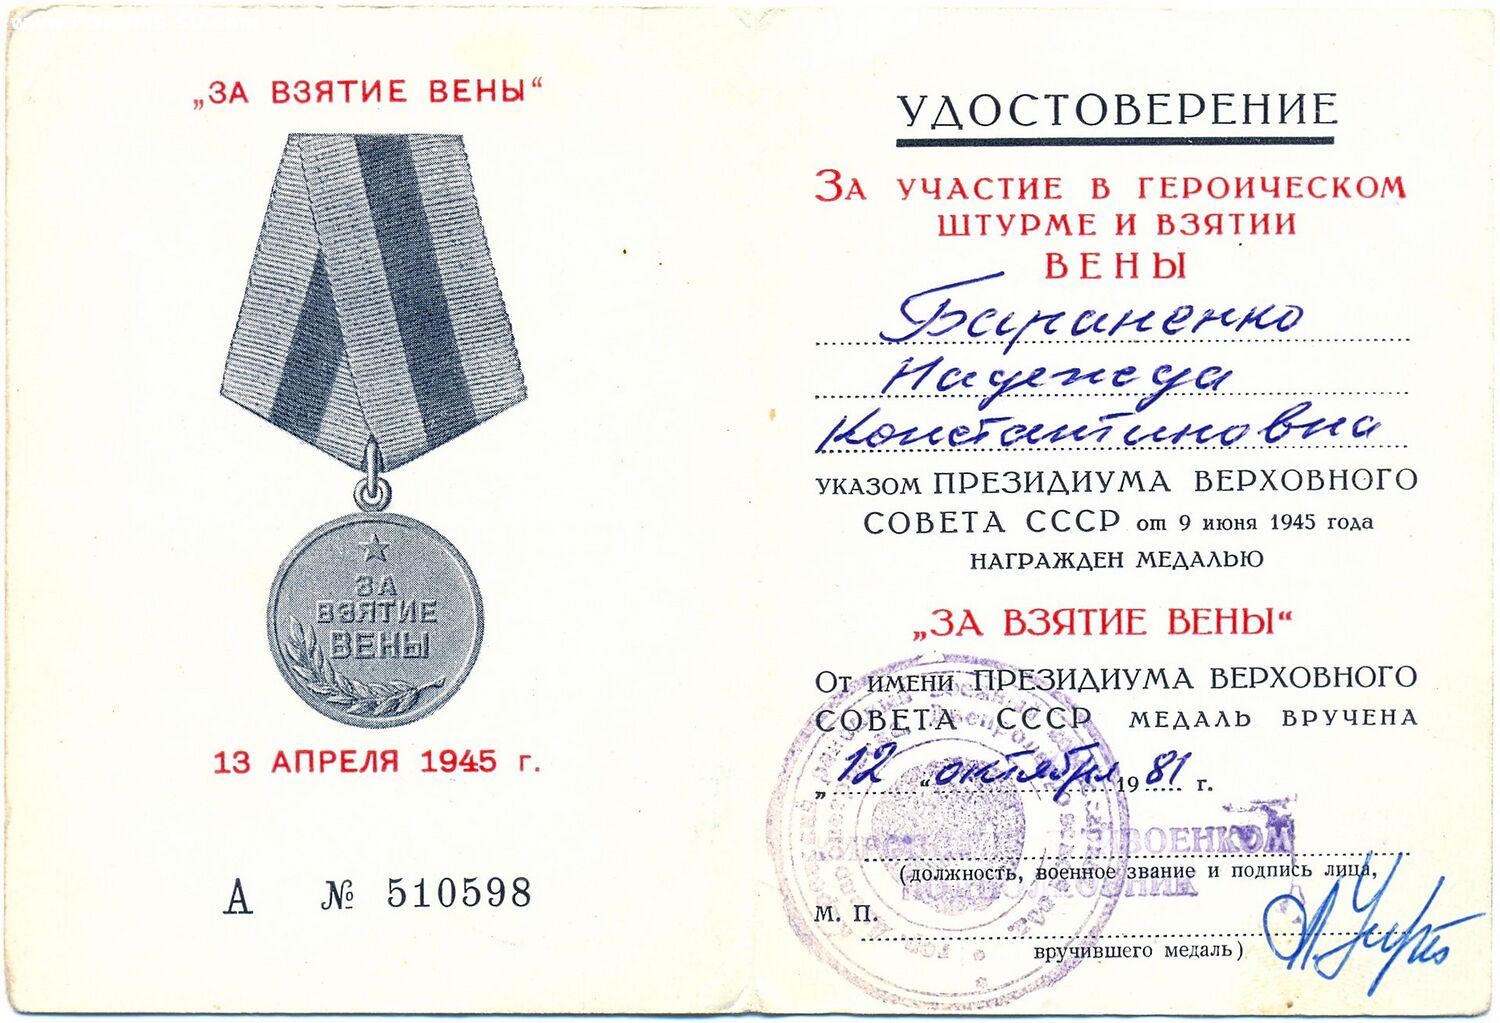 „ЗА ВЗЯТИЕ ВЕНЫ“
ЗА
ВЗЯТИЕ
ВЕНЫ
13 АПРЕЛЯ 1945 г.
А № 510598
УДОСТОВЕРЕНИЕ
ЗА УЧАСТИЕ В ГЕРОИЧЕСКОМ
ШТУРМЕ И ВЗЯТИИ
ВЕНЫ
Надежда
Константиновна
УКАЗОМ ПРЕЗИДИУМА ВЕРХОВНОГО
СОВЕТА СССР от 9 июня 1945 года
НАГРАЖДЕН МЕДАЛЬЮ
„ЗА ВЗЯТИЕ ВЕНЫ“
ОТ ИМЕНИ ПРЕЗИДИУМА ВЕРХОВНОГО
СОВЕТА СССР МЕДАЛЬ ВРУЧЕНА
„12“ октября 1981 г.
ВОЕНКОМ
(должность, военное звание и подпись лица,
ПОДПОЛКОВНИК
М. П.
вручившего медаль)